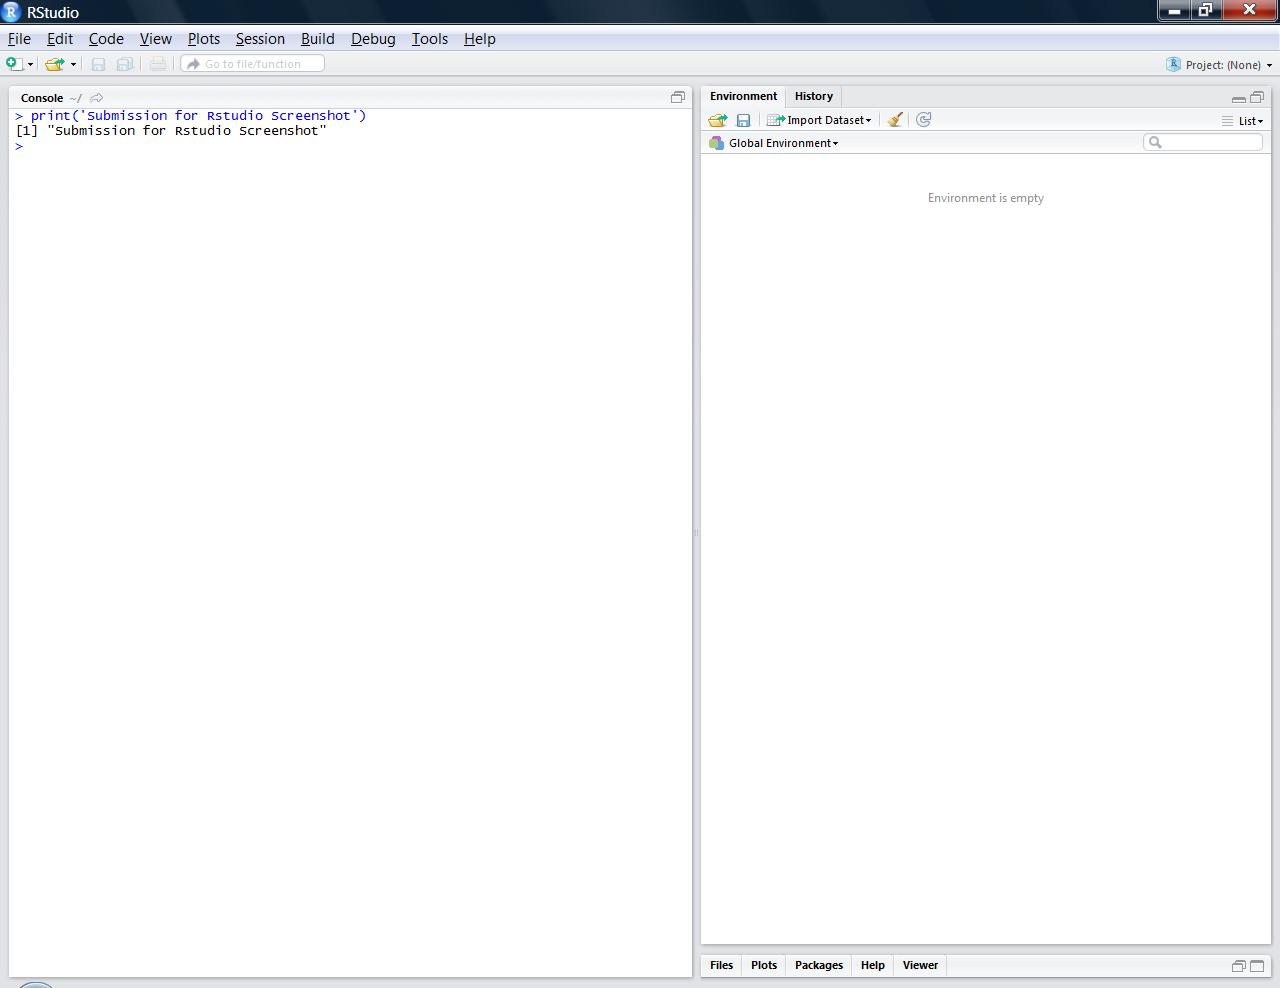 RStudio
File Edit Code View Plots Session Build Debug Tools Help
Go to file/function
Project: (None)
Console ~/
> print('Submission for Rstudio Screenshot')
[1] "Submission for Rstudio Screenshot"
>
Environment History
Import Dataset
List
Global Environment
Environment is empty
Files Plots Packages Help Viewer